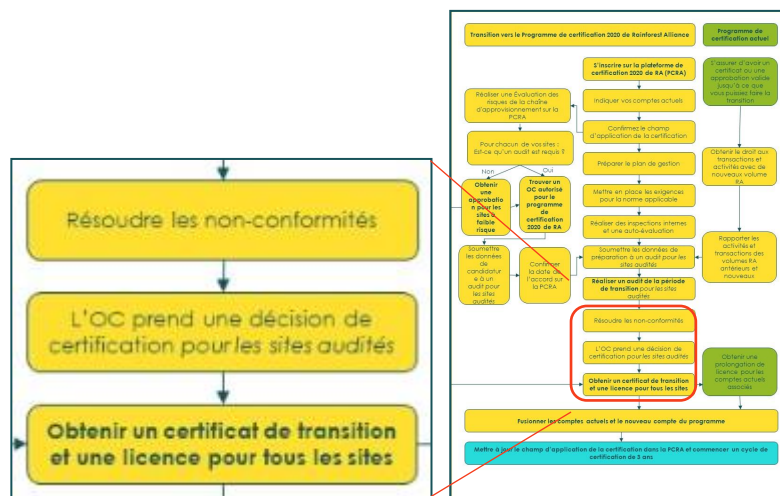 Résoudre les non-conformités
L'OC prend une décision de
certification pour les sites audités
Obtenir un certificat de transition
et une licence pour tous les sites
Transition vers le Programme de certification 2020 de Rainforest Alliance
Programme de
certification actuel
S'inscrire sur la plateforme de
certification 2020 de RA (PCRA)
S'assurer d'avoir un
certificat ou une
approbation valide
jusqu'à ce que
vous puissiez faire la
transition
Réaliser une Évaluation des
risques de la chaîne
d'approvisionnement sur la
PCRA
Indiquer vos comptes actuels
Confirmez le champ
d'application de la certification
Pour chacun de vos sites :
Est-ce qu'un audit est requis ?
Préparer le plan de gestion
Obtenir le droit aux
transactions et
activités avec de
nouveaux volume
RA
Non
Oui
Obtenir
une
approbatio
n pour les
sites à
faible
risque
Trouver un
OC autorisé
pour le
programme
de
certification
2020 de RA
Mettre en place les exigences
pour la norme applicable
Réaliser des inspections internes
et une auto-évaluation
Soumettre
les données
de
candidatur
e à un
audit pour
les sites
audités
Confirmer
la date de
l'accord sur
la PCRA
Soumettre les données de
préparation à un audit pour les
sites audités
Rapporter les
activités et
transactions des
volumes RA
antérieurs et
nouveaux
Réaliser un audit de la période
de transition pour les sites
audités
Résoudre les non-conformités
L'OC prend une décision de
certification pour les sites audités
Obtenir un certificat de transition
et une licence pour tous les sites
Obtenir une
prolongation de
licence pour les
comptes actuels
associés
Fusionner les comptes actuels et le nouveau compte du programme
Mettre à jour le champ d'application de la certification dans la PCRA et commencer un cycle de
certification de 3 ans